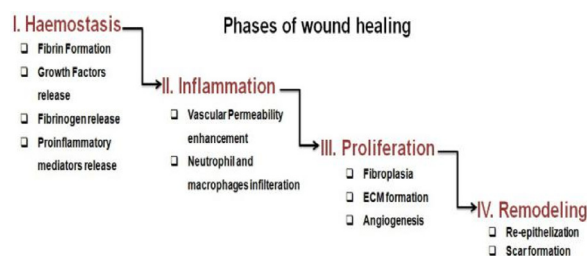 Phases of wound healing
I. Haemostasis
Fibrin Formation
Growth Factors
release
Fibrinogen release
Proinflammatory
mediators release
II. Inflammation
Vascular Permeability
enhancement
Neutrophil and
macrophages infilteration
III. Proliferation
Fibroplasia
ECM formation
Angiogenesis
IV. Remodeling
Re-epithelization
Scar formation